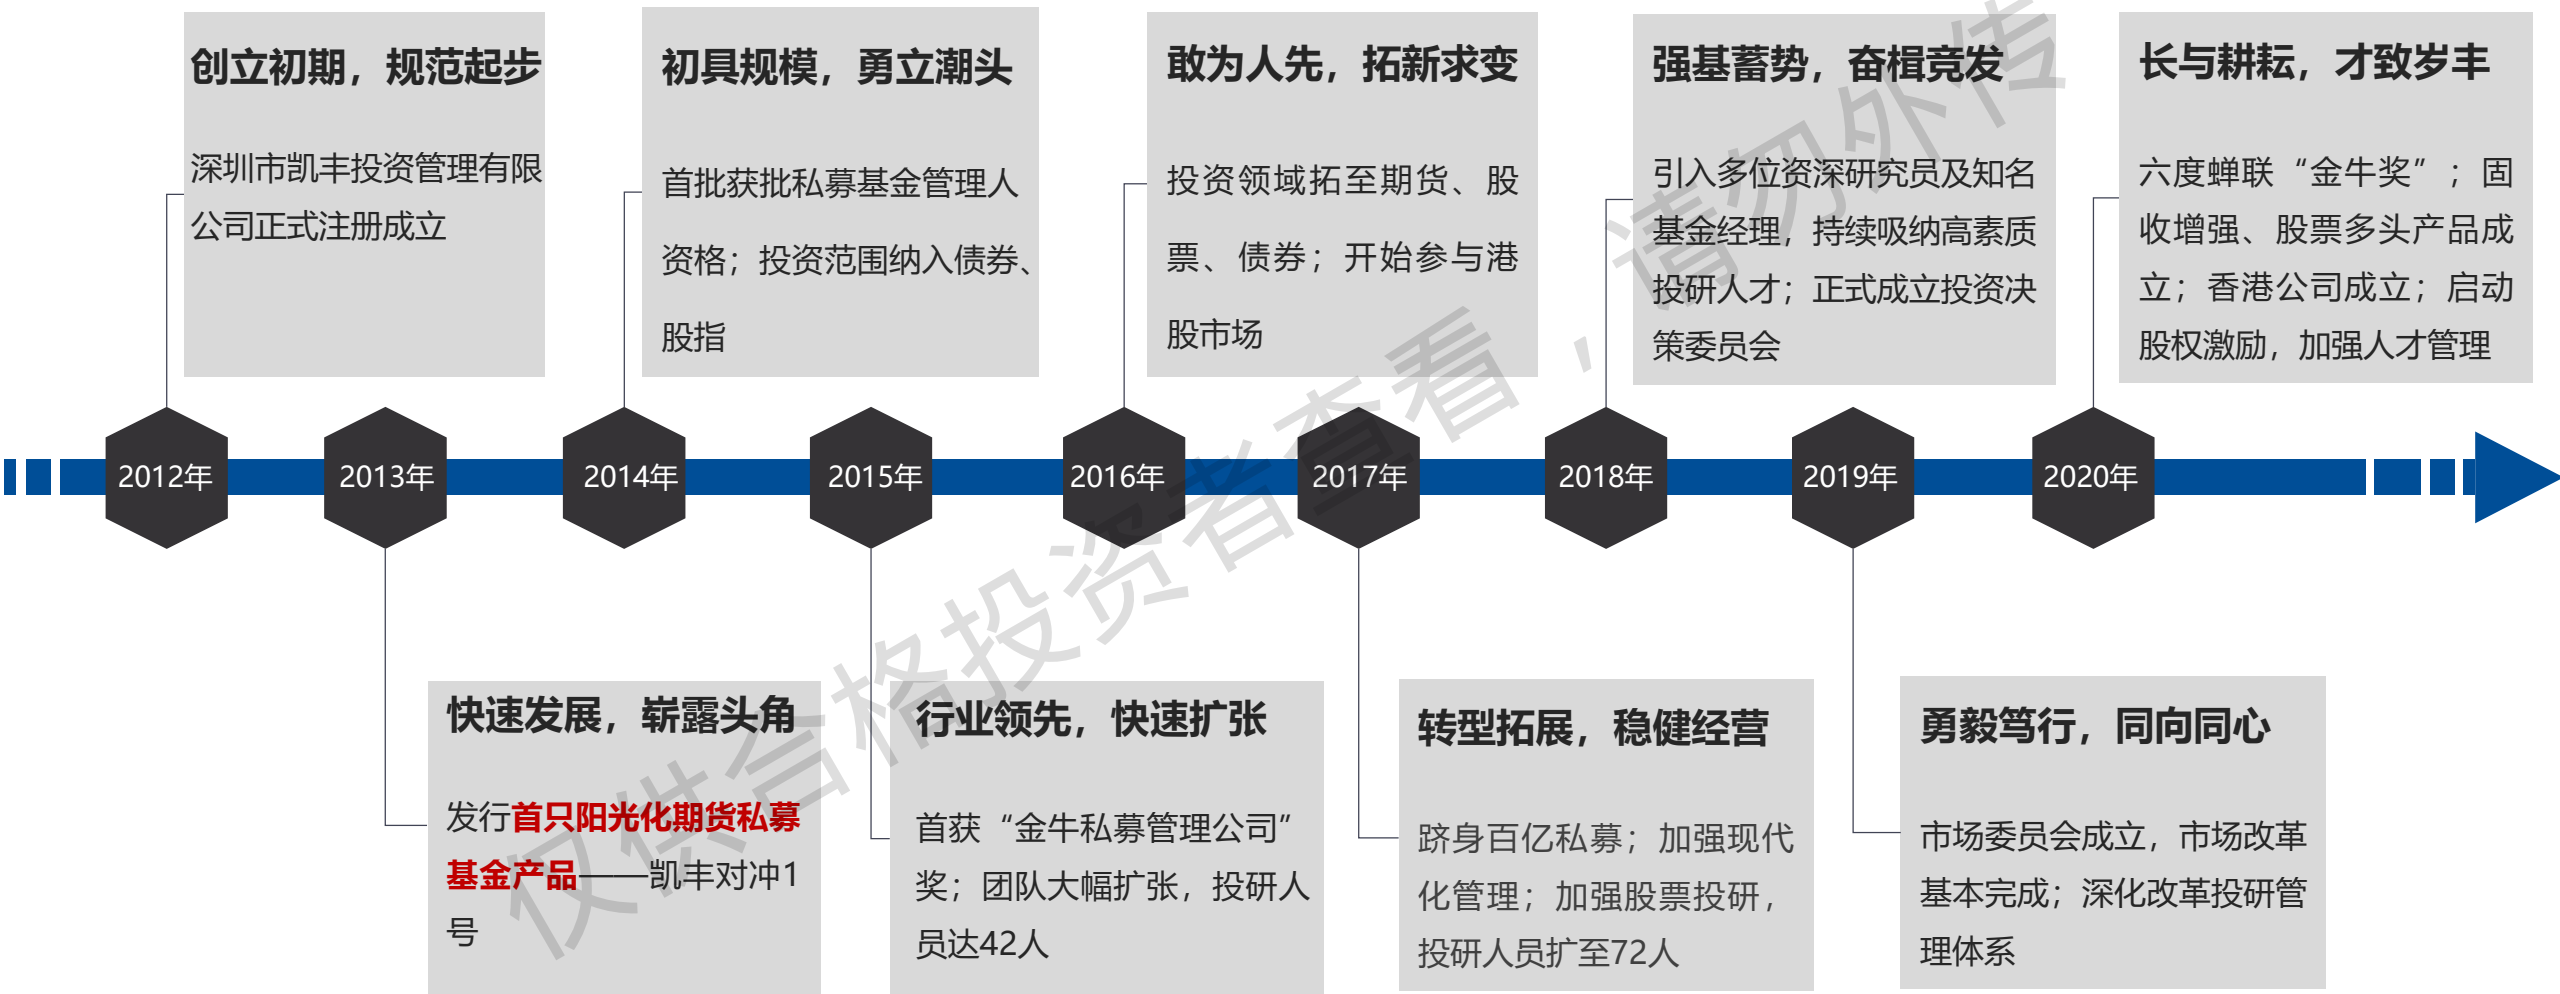 创立初期，规范起步
深圳市凯丰投资管理有限
公司正式注册成立
初具规模，勇立潮头
首批获批私募基金管理人
资格；投资范围纳入债券、
股指
敢为人先，拓新求变
投资领域拓至期货、股
票、债券；开始参与港
股市场
强基蓄势，奋楫竞发
引入多位资深研究员及知名
基金经理，持续吸纳高素质
投研人才；正式成立投资决
策委员会
长与耕耘，才致岁丰
六度蝉联“金牛奖”；固
收增强、股票多头产品成
立；香港公司成立；启动
股权激励，加强人才管理
2012年
2013年
2014年
2015年
2016年
2017年
2018年
2019年
2020年
快速发展，崭露头角
发行首只阳光化期货私募
基金产品——凯丰对冲1
号
行业领先，快速扩张
首获“金牛私募管理公司”
奖；团队大幅扩张，投研人
员达42人
转型拓展，稳健经营
跻身百亿私募；加强现代
化管理；加强股票投研，
投研人员扩至72人
勇毅笃行，同向同心
市场委员会成立，市场改革
基本完成；深化改革投研管
理体系
仅供合格投资者查看，请勿外传